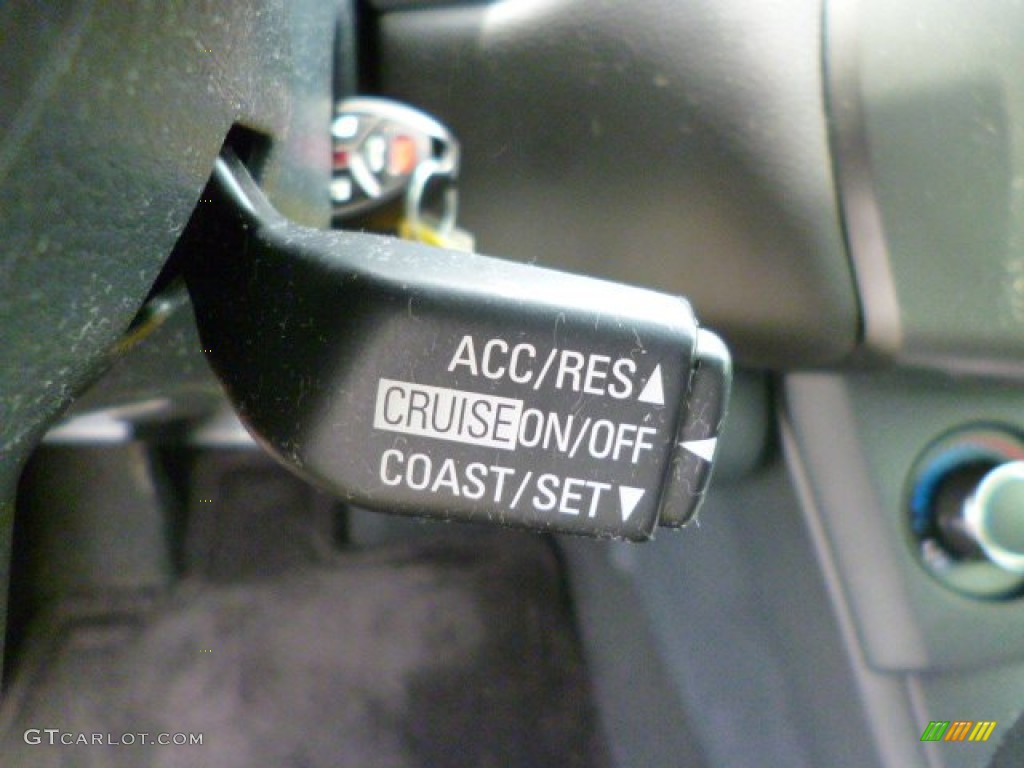 ACC/RES▲
CRUISE ON/OFF ◀
COAST/SET▼
GTCARLOT.COM